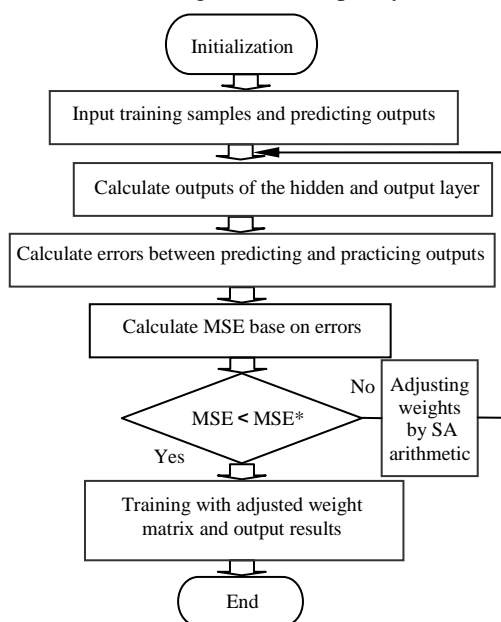 Initialization
Input training samples and predicting outputs
Calculate outputs of the hidden and output layer
Calculate errors between predicting and practicing outputs
Calculate MSE base on errors
MSE < MSE*
No
Adjusting
weights
by SA
arithmetic
Yes
Training with adjusted weight
matrix and output results
End